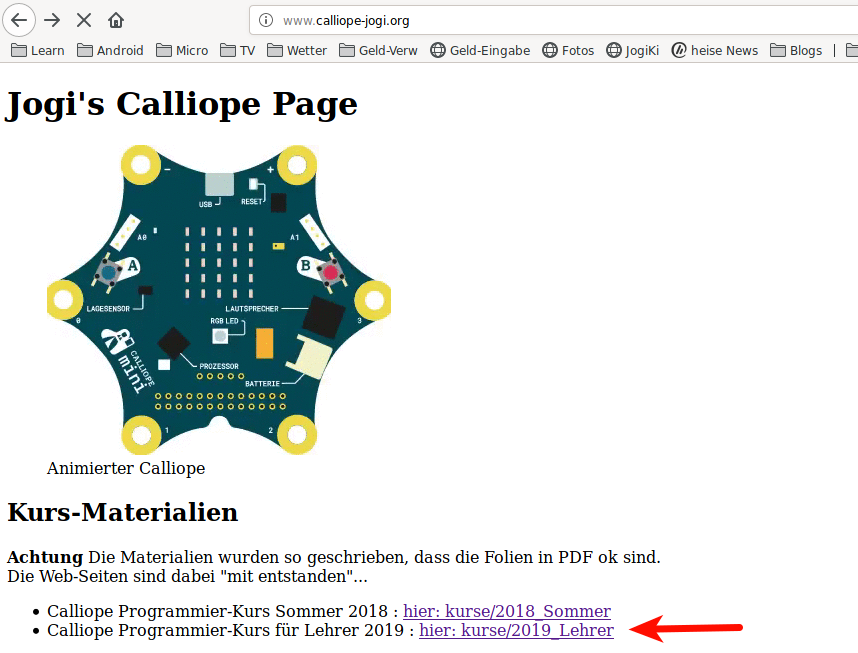 www.calliope-jogi.org
Learn Android Micro TV Wetter Geld-Verw Geld-Eingabe Fotos JogiKi heise News Blogs
Jogi's Calliope Page
− +
USB RESET
A0 A1
A B
LAGESENSOR LAUTSPRECHER
0 RGB LED 3
CALLIOPE
mini
PROZESSOR
BATTERIE
1 2
Animierter Calliope
Kurs-Materialien
Achtung Die Materialien wurden so geschrieben, dass die Folien in PDF ok sind.
Die Web-Seiten sind dabei "mit entstanden"...
• Calliope Programmier-Kurs Sommer 2018 : hier: kurse/2018_Sommer
• Calliope Programmier-Kurs für Lehrer 2019 : hier: kurse/2019_Lehrer